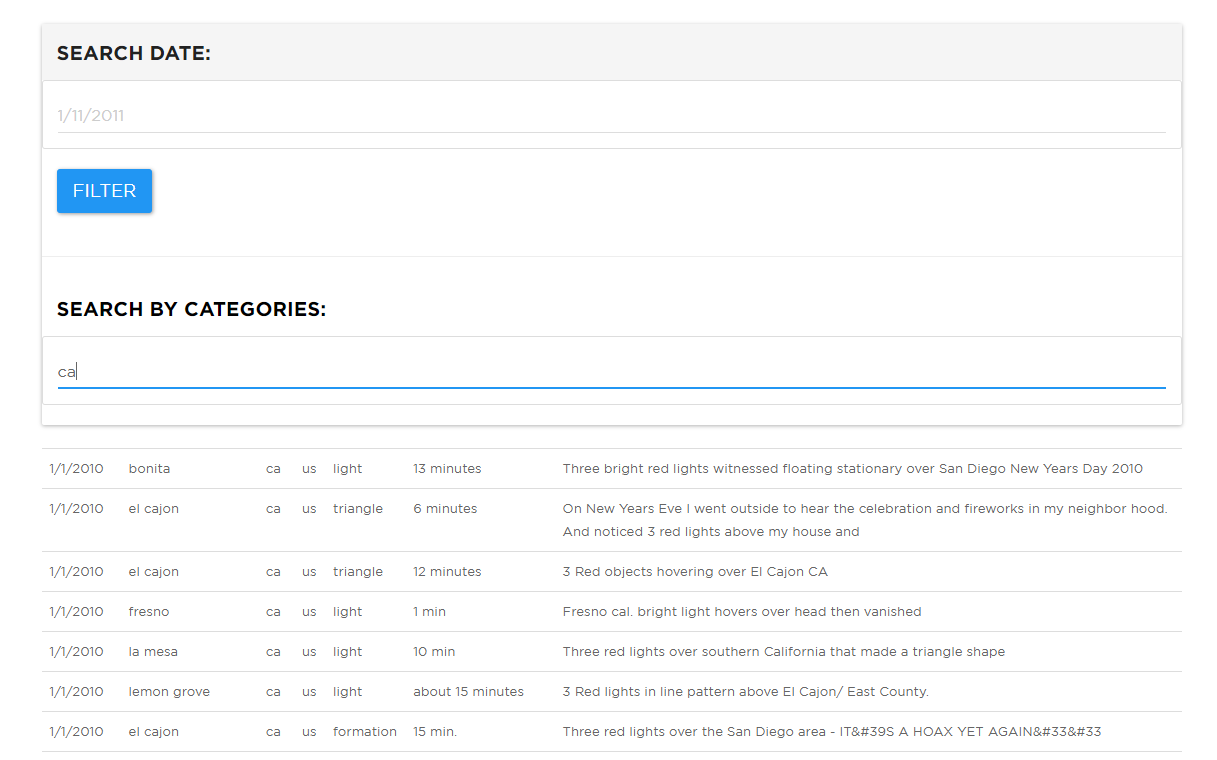 SEARCH DATE:
1/11/2011
FILTER
SEARCH BY CATEGORIES:
ca
1/1/2010 bonita ca us light 13 minutes Three bright red lights witnessed floating stationary over San Diego New Years Day 2010
1/1/2010 el cajon ca us triangle 6 minutes On New Years Eve I went outside to hear the celebration and fireworks in my neighbor hood.
And noticed 3 red lights above my house and
1/1/2010 el cajon ca us triangle 12 minutes 3 Red objects hovering over El Cajon CA
1/1/2010 fresno ca us light 1 min Fresno cal. bright light hovers over head then vanished
1/1/2010 la mesa ca us light 10 min Three red lights over southern California that made a triangle shape
1/1/2010 lemon grove ca us light about 15 minutes 3 Red lights in line pattern above El Cajon/ East County.
1/1/2010 el cajon ca us formation 15 min. Three red lights over the San Diego area - IT&#39S A HOAX YET AGAIN&#33&#33